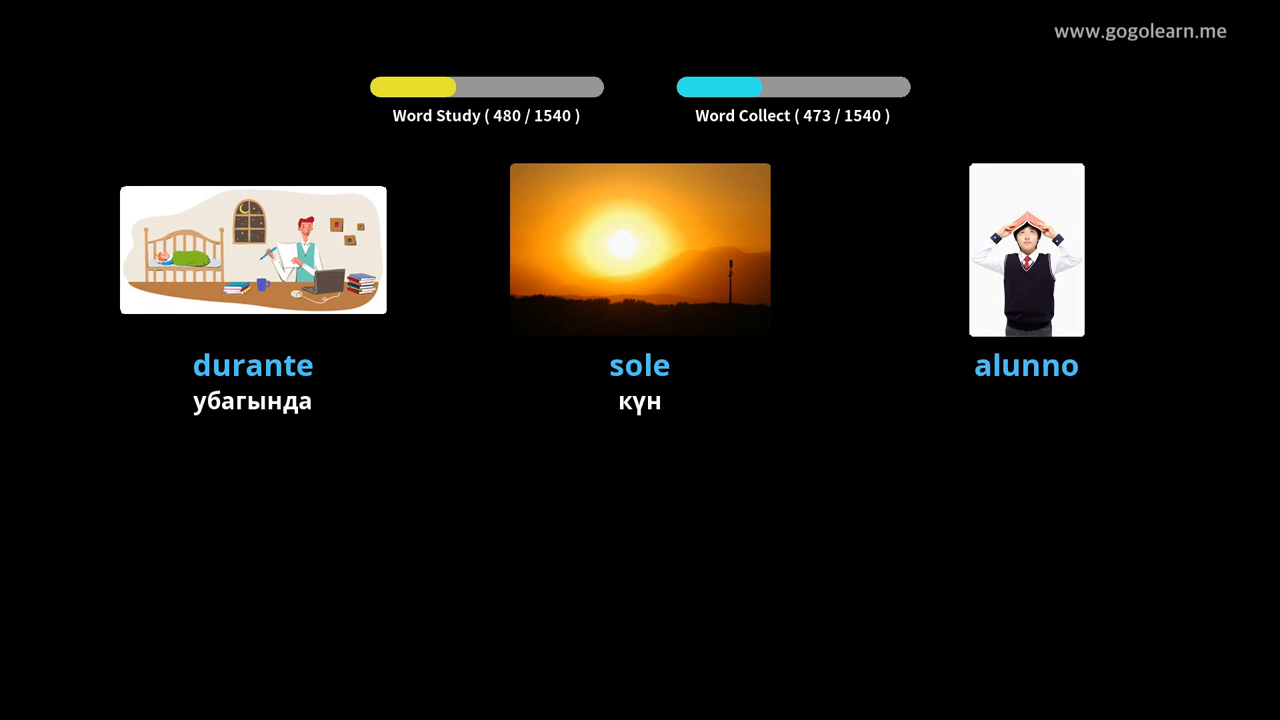 www.gogolearn.me
Word Study ( 480 / 1540 )
Word Collect ( 473 / 1540 )
durante
убагында
sole
күн
alunno